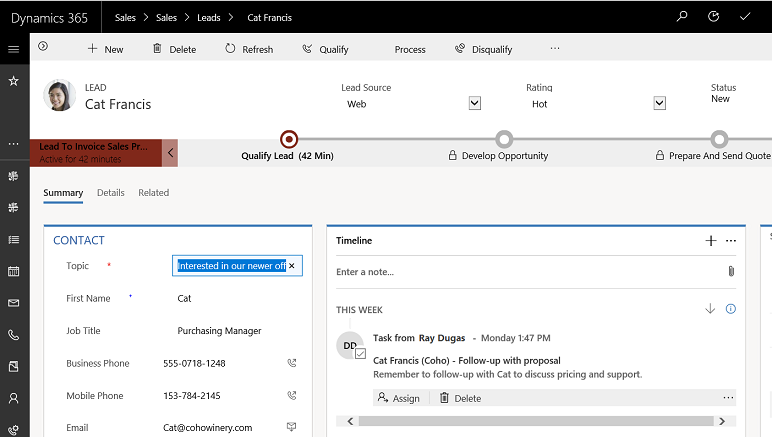 Dynamics 365 Sales > Sales > Leads > Cat Francis
+ New Delete Refresh Qualify Process Disqualify ...
LEAD
Cat Francis
Lead Source
Web
Rating
Hot
Status
New
Lead To Invoice Sales Pr...
Active for 42 minutes
Qualify Lead (42 Min)
Develop Opportunity
Prepare And Send Quote
Summary Details Related
CONTACT
Topic * Interested in our newer off
First Name * Cat
Job Title Purchasing Manager
Business Phone 555-0718-1248
Mobile Phone 153-784-2145
Email Cat@cohowinery.com
Timeline
Enter a note...
THIS WEEK
DD
Task from Ray Dugas - Monday 1:47 PM
Cat Francis (Coho) - Follow-up with proposal
Remember to follow-up with Cat to discuss pricing and support.
Assign Delete ...